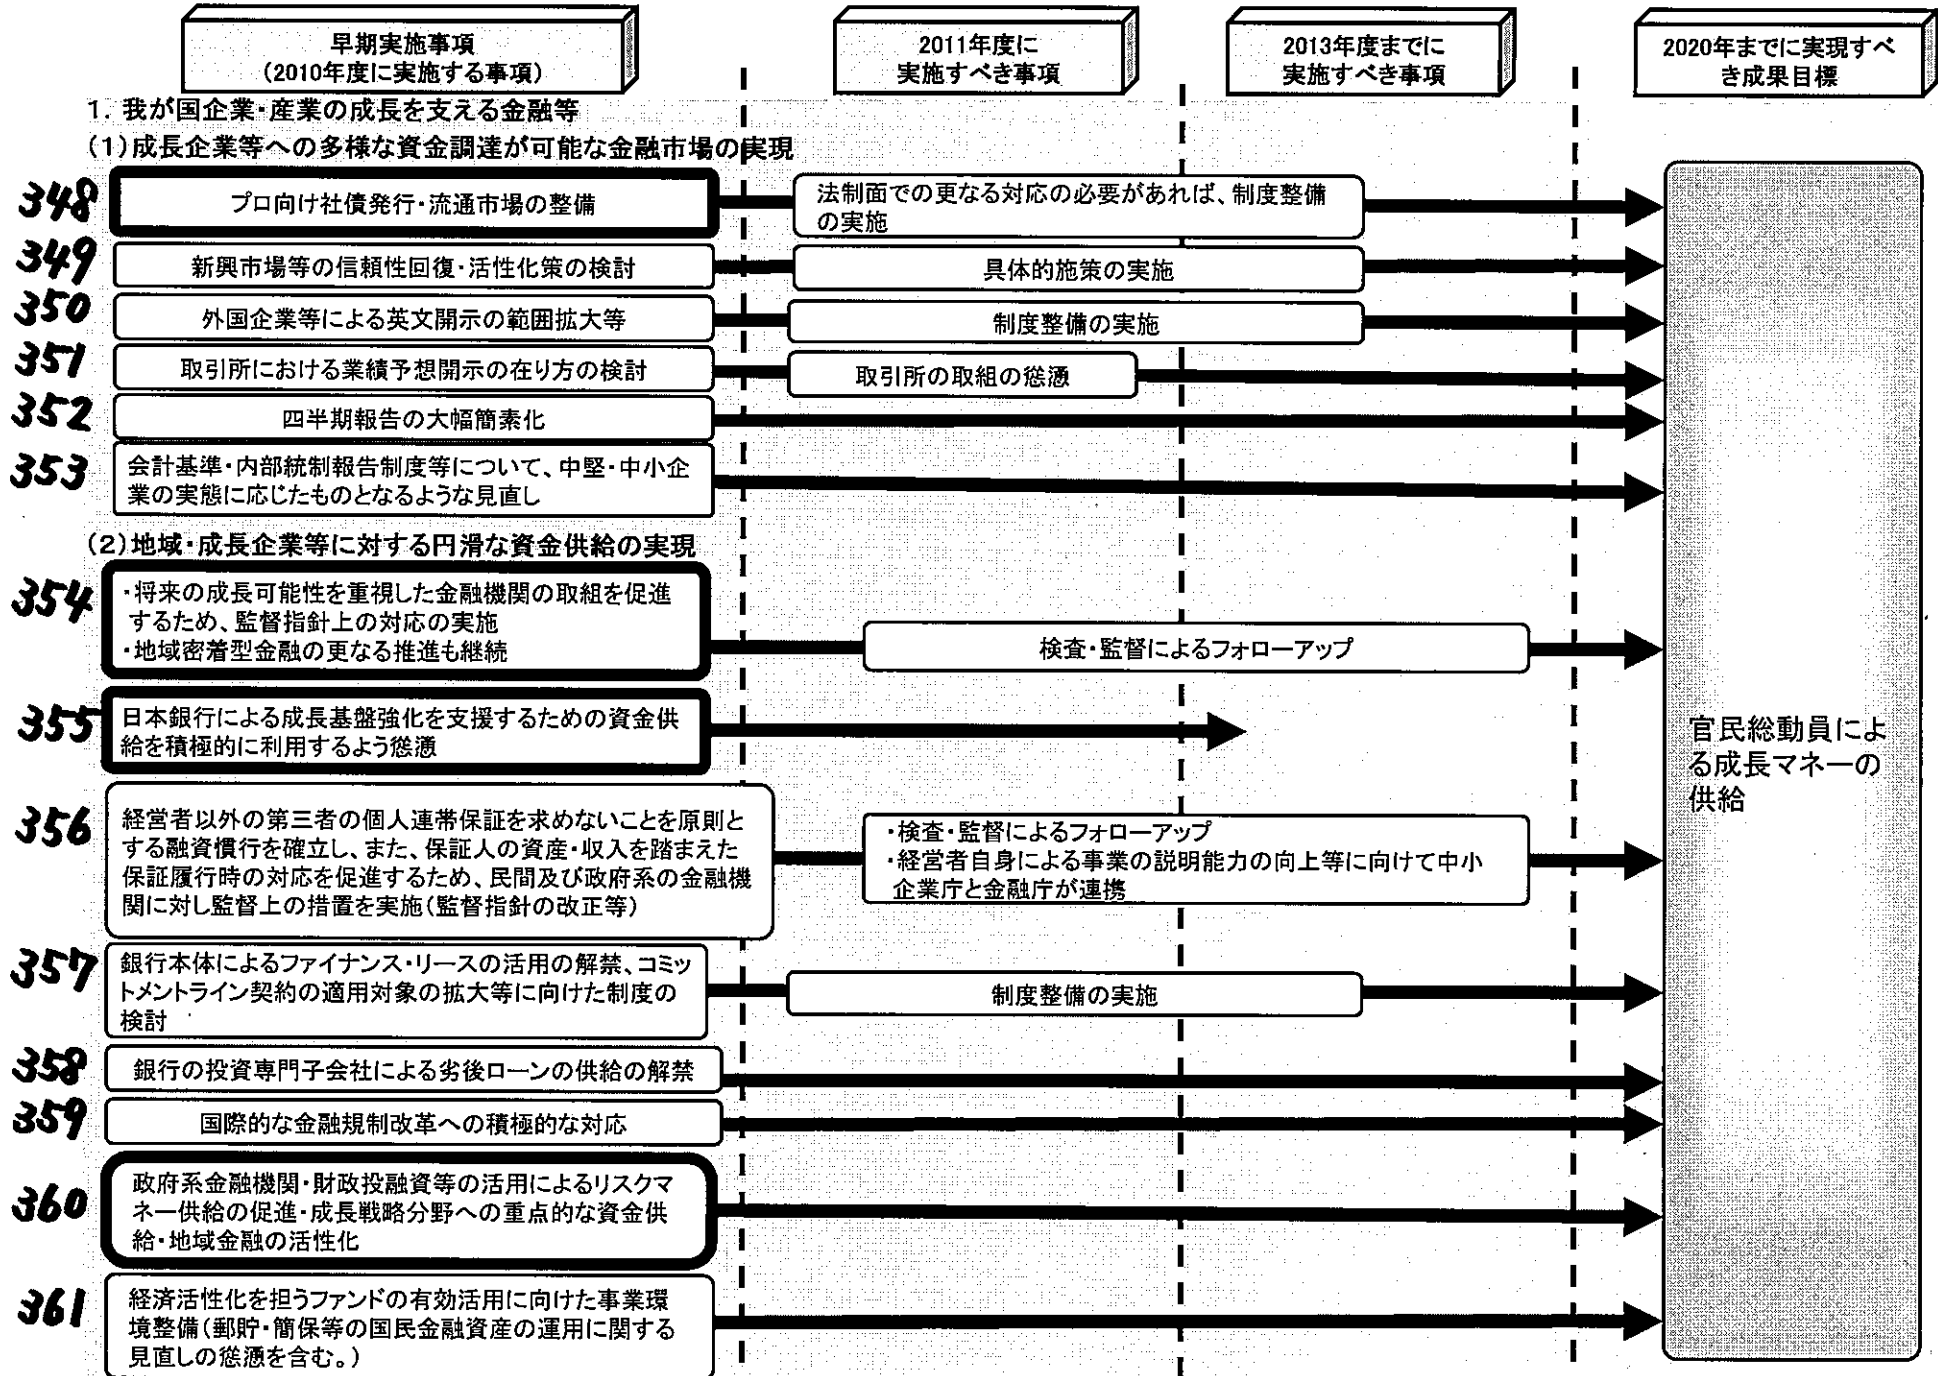 早期実施事項
(2010年度に実施する事項)
2011年度に
実施すべき事項
2013年度までに
実施すべき事項
2020年までに実現すべ
き成果目標
1. 我が国企業・産業の成長を支える金融等
(1)成長企業等への多様な資金調達が可能な金融市場の実現
348
プロ向け社債発行・流通市場の整備
法制面での更なる対応の必要があれば、制度整備
の実施
349
新興市場等の信頼性回復・活性化策の検討
具体的施策の実施
350
外国企業等による英文開示の範囲拡大等
制度整備の実施
351
取引所における業績予想開示の在り方の検討
取引所の取組の慫慂
352
四半期報告の大幅簡素化
353
会計基準・内部統制報告制度等について、中堅・中小企
業の実態に応じたものとなるような見直し
(2)地域・成長企業等に対する円滑な資金供給の実現
354
・将来の成長可能性を重視した金融機関の取組を促進
するため、監督指針上の対応の実施
・地域密着型金融の更なる推進も継続
検査・監督によるフォローアップ
355
日本銀行による成長基盤強化を支援するための資金供
給を積極的に利用するよう慫慂
官民総動員によ
る成長マネーの
供給
356
経営者以外の第三者の個人連帯保証を求めないことを原則と
する融資慣行を確立し、また、保証人の資産・収入を踏まえた
保証履行時の対応を促進するため、民間及び政府系の金融機
関に対し監督上の措置を実施(監督指針の改正等)
・検査・監督によるフォローアップ
・経営者自身による事業の説明能力の向上等に向けて中小
企業庁と金融庁が連携
357
銀行本体によるファイナンス・リースの活用の解禁、コミッ
トメントライン契約の適用対象の拡大等に向けた制度の
検討
制度整備の実施
358
銀行の投資専門子会社による劣後ローンの供給の解禁
359
国際的な金融規制改革への積極的な対応
360
政府系金融機関・財政投融資等の活用によるリスクマ
ネー供給の促進・成長戦略分野への重点的な資金供
給・地域金融の活性化
361
経済活性化を担うファンドの有効活用に向けた事業環
境整備(郵貯・簡保等の国民金融資産の運用に関する
見直しの慫慂を含む。)